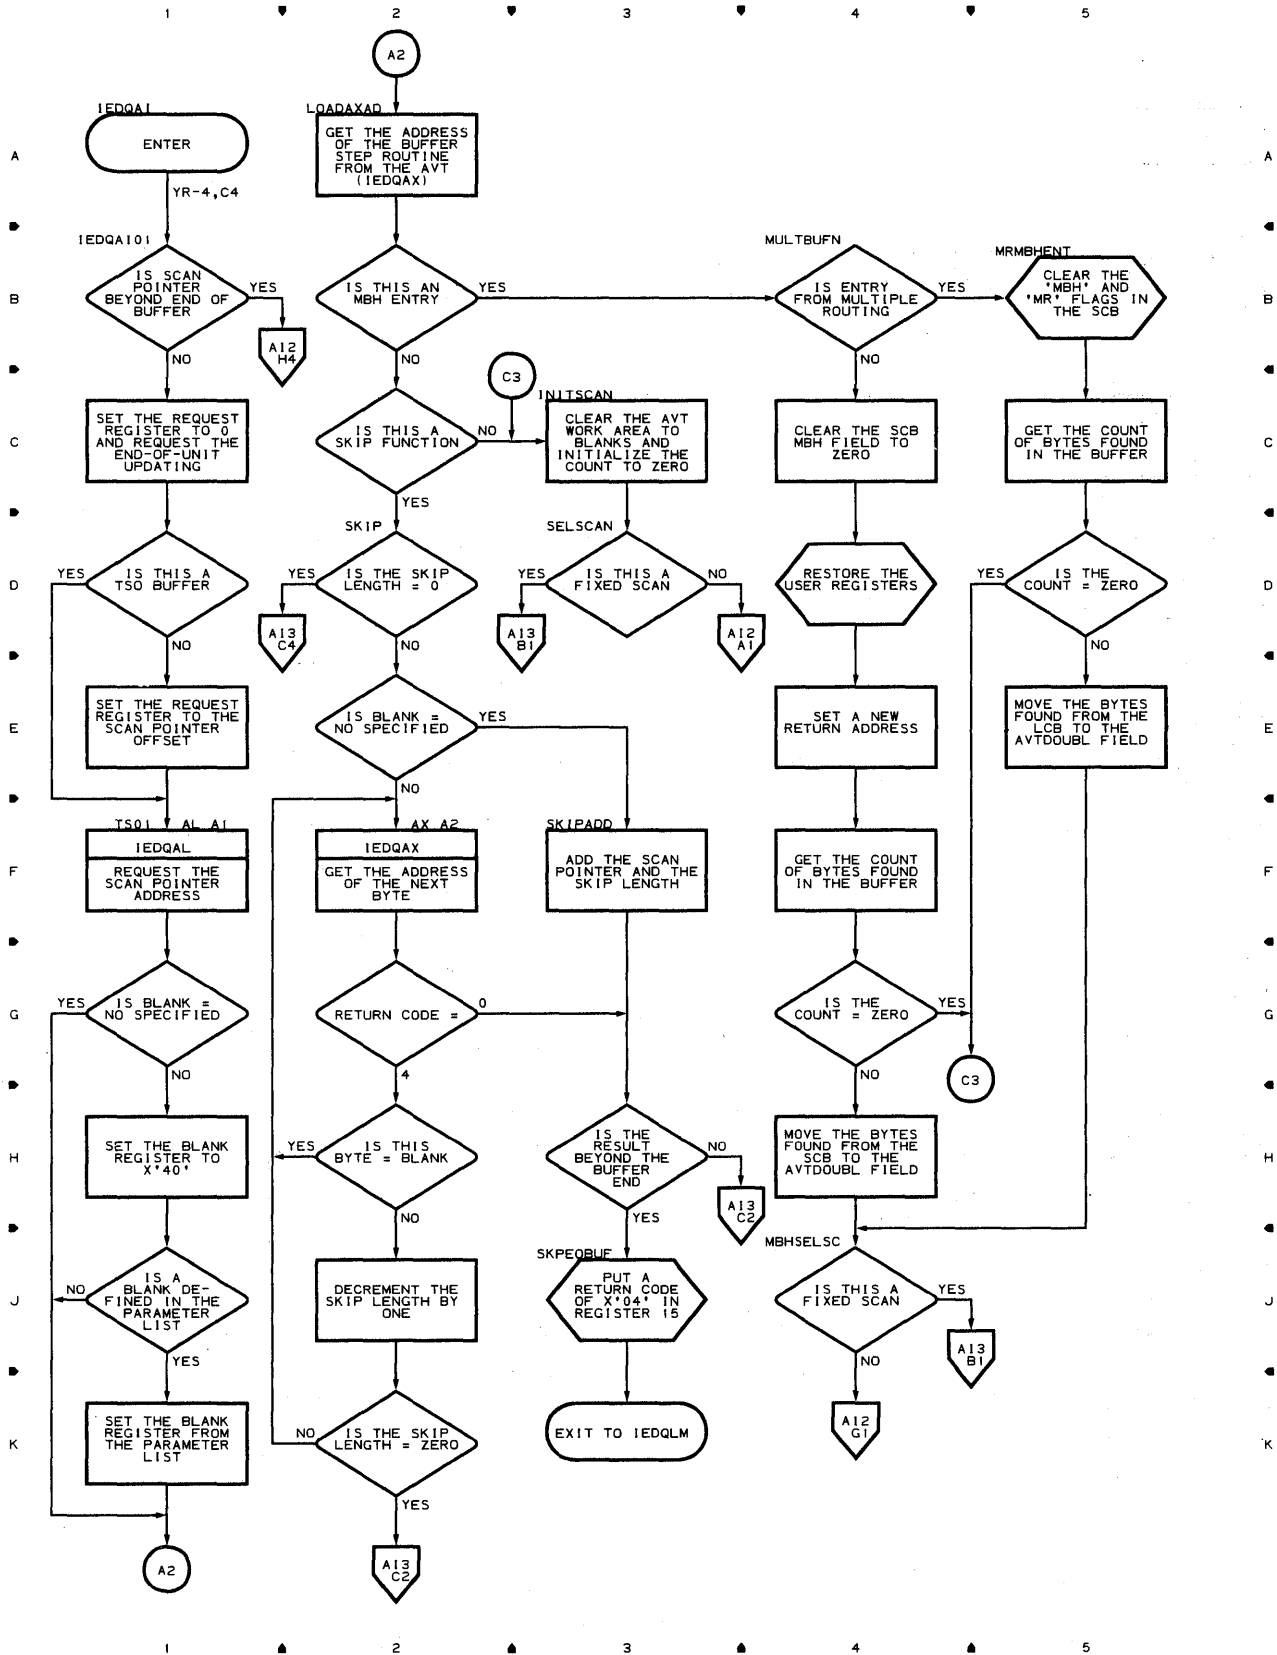 1 2 3 4 5
A2
IEDQAI
ENTER
YR-4,C4
LOADAXAD
GET THE ADDRESS
OF THE BUFFER
STEP ROUTINE
FROM THE AVT
(IEDQAX)
A A
IEDQAI01
IS SCAN
POINTER
BEYOND END OF
BUFFER
YES
AI2
H4
NO
IS THIS AN
MBH ENTRY
YES
NO
MULTBUFN
IS ENTRY
FROM MULTIPLE
ROUTING
YES
NO
MRMBHENT
CLEAR THE
'MBH' AND
'MR' FLAGS IN
THE SCB
B B
SET THE REQUEST
REGISTER TO 0
AND REQUEST THE
END-OF-UNIT
UPDATING
IS THIS A
SKIP FUNCTION
NO
YES
C3
INITSCAN
CLEAR THE AVT
WORK AREA TO
BLANKS AND
INITIALIZE THE
COUNT TO ZERO
CLEAR THE SCB
MBH FIELD TO
ZERO
GET THE COUNT
OF BYTES FOUND
IN THE BUFFER
C C
YES
IS THIS A
TSO BUFFER
NO
SKIP
YES
IS THE SKIP
LENGTH = 0
AI3
C4
NO
SELSCAN
YES
IS THIS A
FIXED SCAN
NO
AI3
B1
AI2
A1
RESTORE THE
USER REGISTERS
YES
IS THE
COUNT = ZERO
NO
D D
SET THE REQUEST
REGISTER TO THE
SCAN POINTER
OFFSET
IS BLANK =
NO SPECIFIED
YES
NO
SET A NEW
RETURN ADDRESS
MOVE THE BYTES
FOUND FROM THE
LCB TO THE
AVTDOUBL FIELD
E E
TS01 AL A1
IEDQAL
REQUEST THE
SCAN POINTER
ADDRESS
AX A2
IEDQAX
GET THE ADDRESS
OF THE NEXT
BYTE
SKIPADD
ADD THE SCAN
POINTER AND THE
SKIP LENGTH
GET THE COUNT
OF BYTES FOUND
IN THE BUFFER
F F
YES
IS BLANK =
NO SPECIFIED
NO
RETURN CODE =
0
4
IS THE
COUNT = ZERO
YES
NO
C3
G G
SET THE BLANK
REGISTER TO
X'40'
YES
IS THIS
BYTE = BLANK
NO
IS THE
RESULT
BEYOND THE
BUFFER
END
NO
AI3
C2
YES
MOVE THE BYTES
FOUND FROM THE
SCB TO THE
AVTDOUBL FIELD
H H
NO
IS A
BLANK DE-
FINED IN THE
PARAMETER
LIST
YES
DECREMENT THE
SKIP LENGTH BY
ONE
SKPEOBUF
PUT A
RETURN CODE
OF X'04' IN
REGISTER 15
MBHSELSC
IS THIS A
FIXED SCAN
YES
AI3
B1
NO
J J
SET THE BLANK
REGISTER FROM
THE PARAMETER
LIST
NO
IS THE SKIP
LENGTH = ZERO
YES
EXIT TO IEDQLM
AI2
G1
K K
A2
AI3
C2
1 2 3 4 5